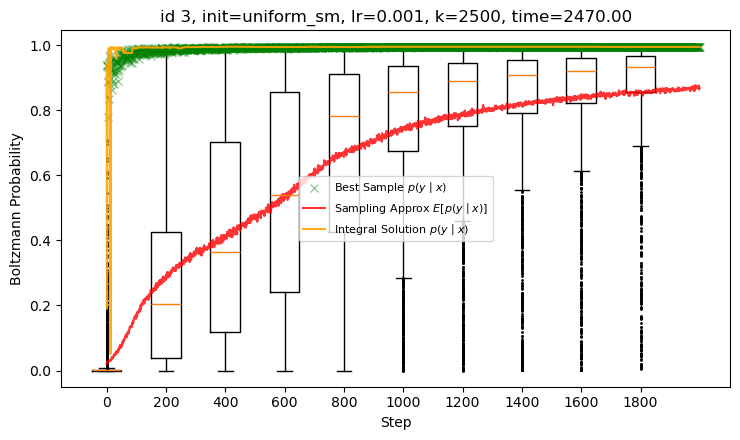 id 3, init=uniform_sm, lr=0.001, k=2500, time=2470.00
Boltzmann Probability
1.0
0.8
0.6
0.4
0.2
0.0
Best Sample p(y | x)
Sampling Approx E[p(y | x)]
Integral Solution p(y | x)
0 200 400 600 800 1000 1200 1400 1600 1800
Step